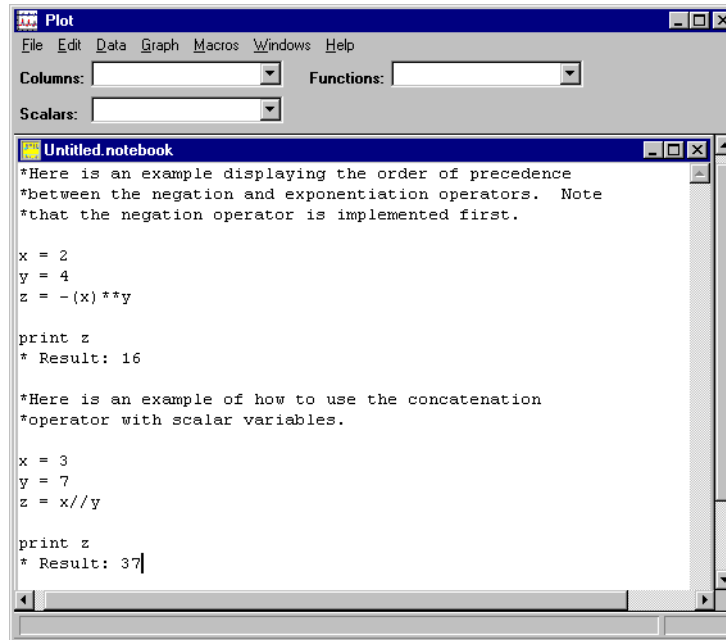 Plot
File Edit Data Graph Macros Windows Help
Columns: Functions:
Scalars:
Untitled.notebook
*Here is an example displaying the order of precedence
*between the negation and exponentiation operators. Note
*that the negation operator is implemented first.
x = 2
y = 4
z = -(x)**y
print z
* Result: 16
*Here is an example of how to use the concatenation
*operator with scalar variables.
x = 3
y = 7
z = x//y
print z
* Result: 37